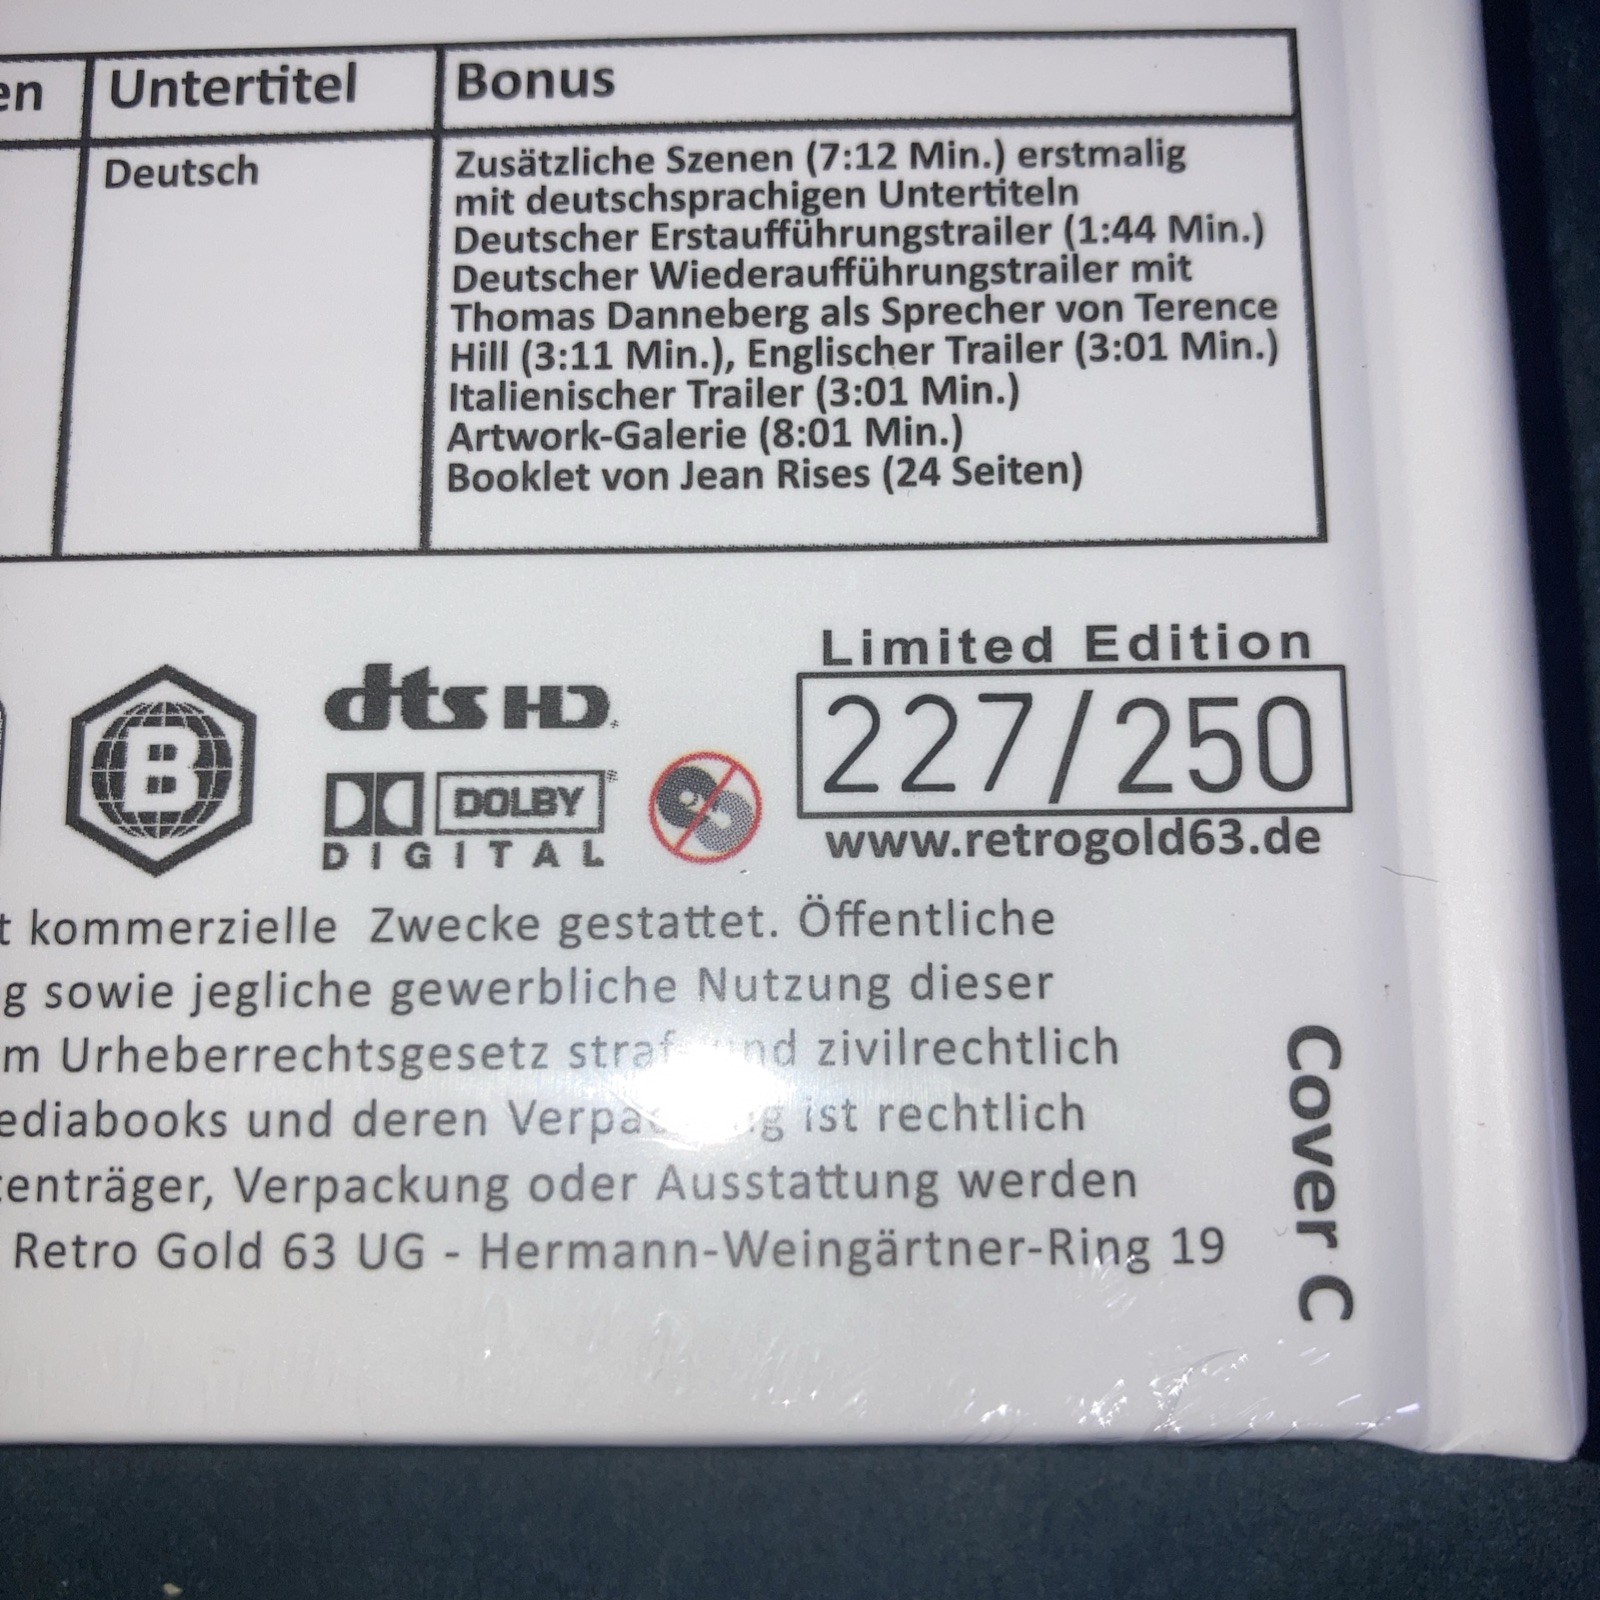 en
Untertitel
Bonus
Deutsch
Zusätzliche Szenen (7:12 Min.) erstmalig
mit deutschsprachigen Untertiteln
Deutscher Erstaufführungstrailer (1:44 Min.)
Deutscher Wiederaufführungstrailer mit
Thomas Danneberg als Sprecher von Terence
Hill (3:11 Min.), Englischer Trailer (3:01 Min.)
Italienischer Trailer (3:01 Min.)
Artwork-Galerie (8:01 Min.)
Booklet von Jean Rises (24 Seiten)
B
dts HD
DOLBY
DIGITAL
Limited Edition
227/250
www.retrogold63.de
t kommerzielle Zwecke gestattet. Öffentliche
g sowie jegliche gewerbliche Nutzung dieser
m Urheberrechtsgesetz straf- und zivilrechtlich
ediabooks und deren Verpackung ist rechtlich
tenträger, Verpackung oder Ausstattung werden
Retro Gold 63 UG - Hermann-Weingärtner-Ring 19
Cover C